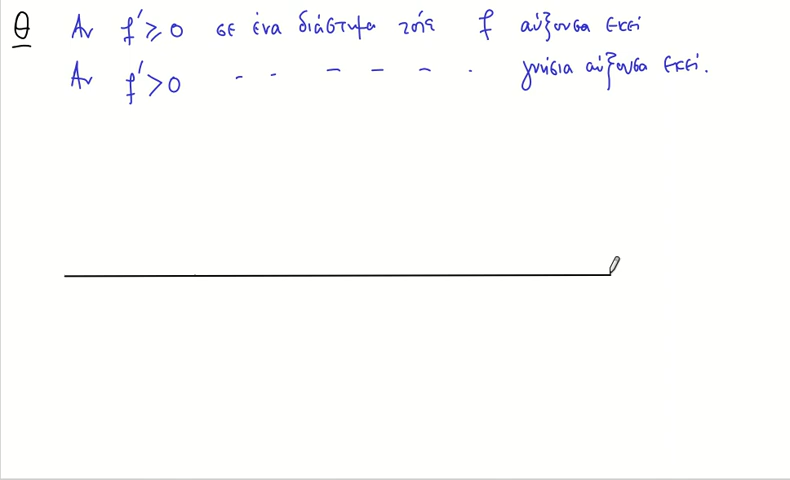 Θ Αν f' ≥ 0 σε ένα διάστημα τότε f αύξουσα εκεί
Αν f' > 0 - - - - - . γνήσια αύξουσα εκεί.